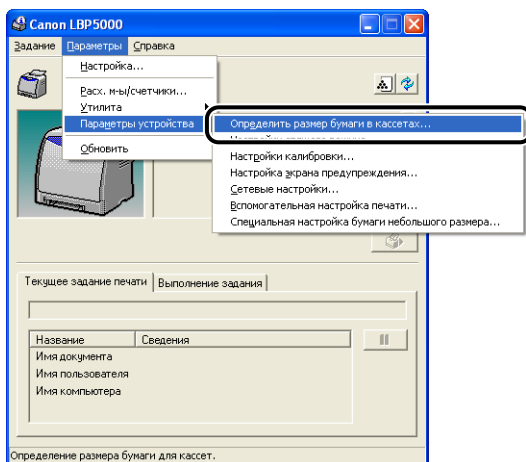 Canon LBP5000
Задание Параметры Справка
Настройка...
Расх. м-ы/счетчики...
Утилита
Параметры устройства
Обновить
Определить размер бумаги в кассетах...
Настройки калибровки...
Настройка экрана предупреждения...
Сетевые настройки...
Вспомогательная настройка печати...
Специальная настройка бумаги небольшого размера...
Текущее задание печати Выполнение задания
Название Сведения
Имя документа
Имя пользователя
Имя компьютера
Определение размера бумаги для кассет.